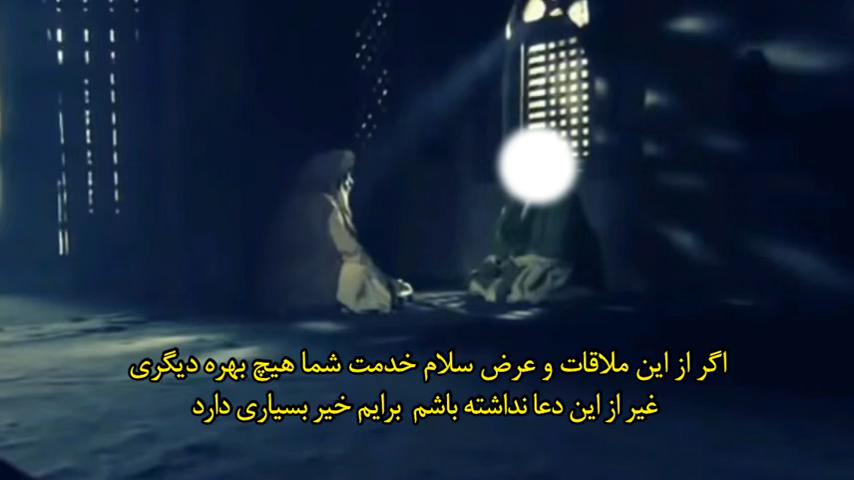 اگر از این ملاقات و عرض سلام خدمت شما هیچ بهره دیگری
غیر از این دعا نداشته باشم برایم خیر بسیاری دارد